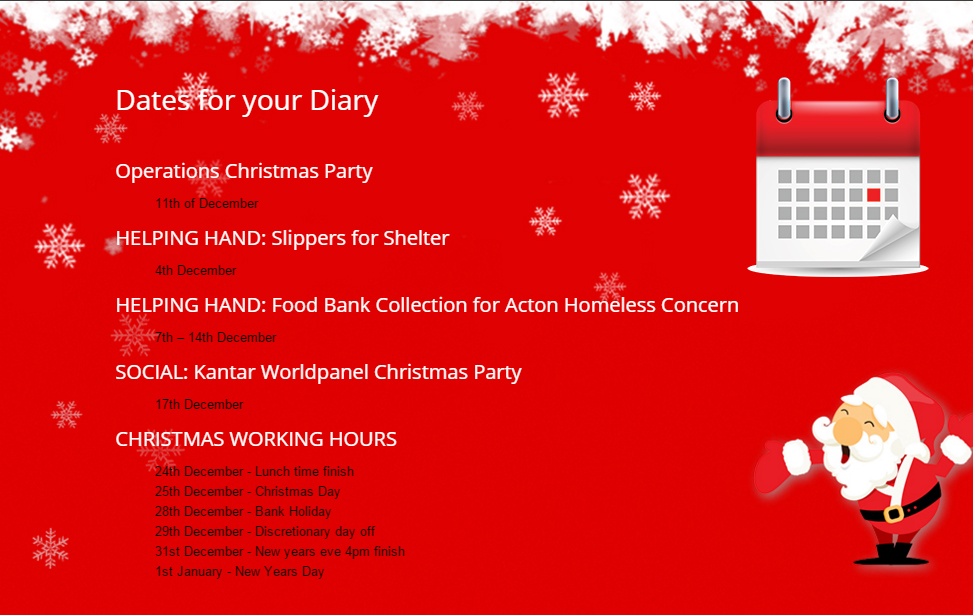 Dates for your Diary
Operations Christmas Party
11th of December
HELPING HAND: Slippers for Shelter
4th December
HELPING HAND: Food Bank Collection for Acton Homeless Concern
7th – 14th December
SOCIAL: Kantar Worldpanel Christmas Party
17th December
CHRISTMAS WORKING HOURS
24th December - Lunch time finish
25th December - Christmas Day
28th December - Bank Holiday
29th December - Discretionary day off
31st December - New years eve 4pm finish
1st January - New Years Day